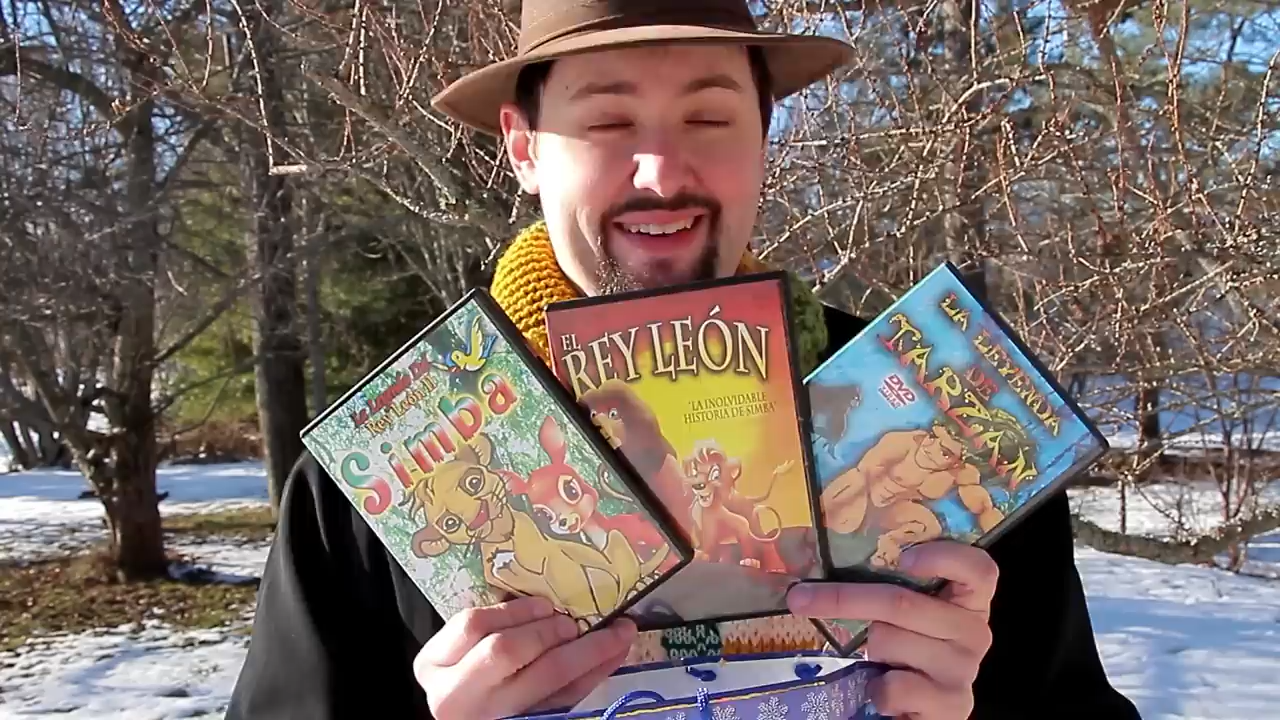 La Leyenda Del
Rey León II
Simba
EL
REY LEÓN
"LA INOLVIDABLE
HISTORIA DE SIMBA"
LA LEYENDA
DE
TARZAN
DVD